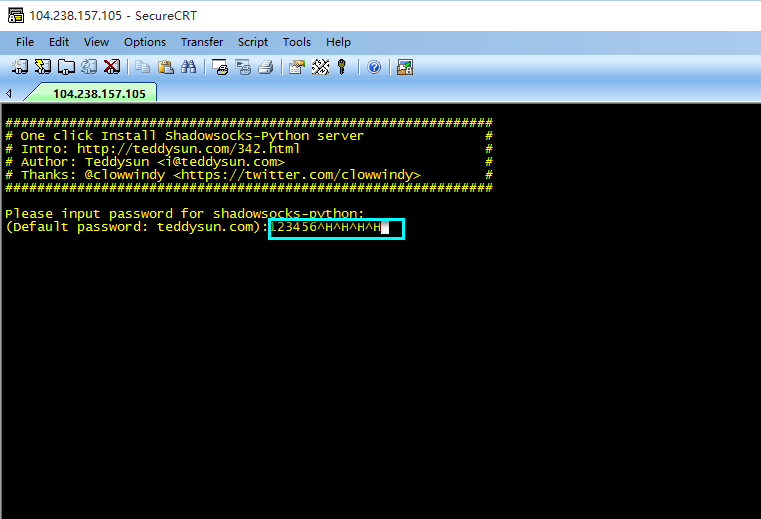 104.238.157.105 - SecureCRT
File Edit View Options Transfer Script Tools Help
104.238.157.105
#############################################################
# One click Install Shadowsocks-Python server #
# Intro: http://teddysun.com/342.html #
# Author: Teddysun <i@teddysun.com> #
# Thanks: @clowwindy <https://twitter.com/clowwindy> #
#############################################################
Please input password for shadowsocks-python:
(Default password: teddysun.com):123456^H^H^H^H